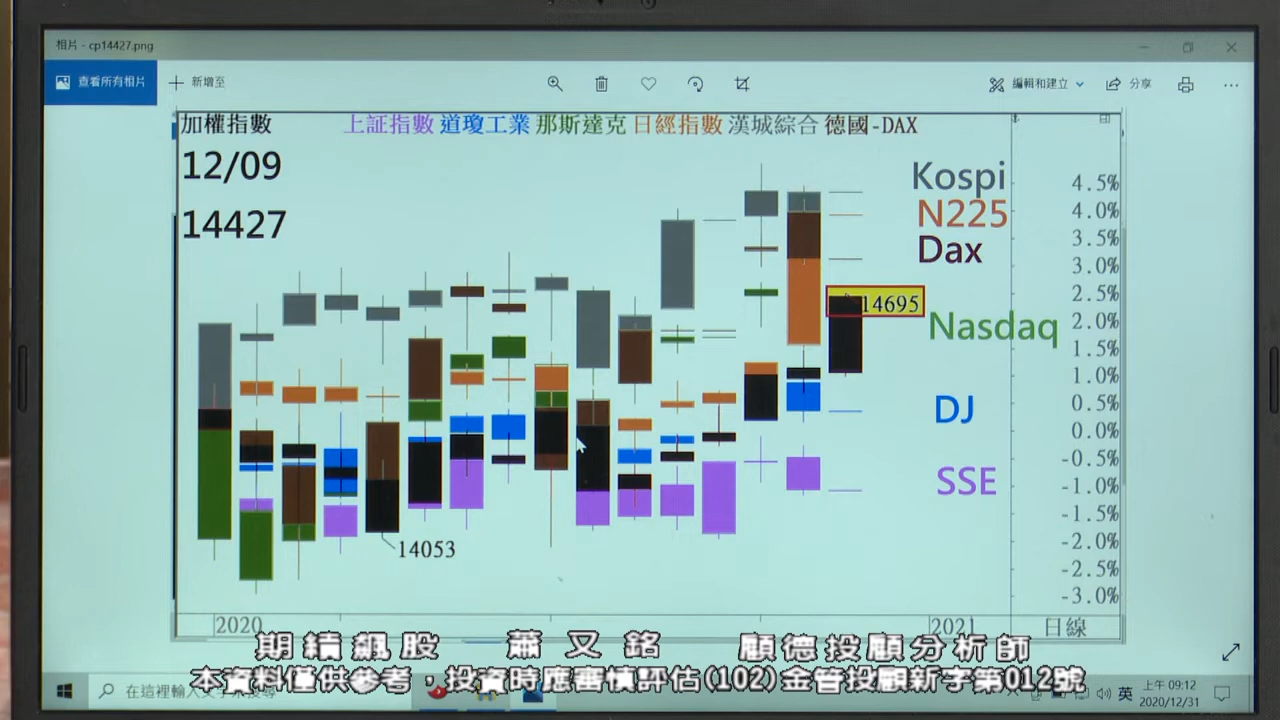 相片 - cp14427.png
查看所有相片 新增至 編輯和建立 分享
加權指數 上証指數 道瓊工業 那斯達克 日經指數 漢城綜合 德國-DAX
12/09
14427
Kospi
N225
Dax
Nasdaq
DJ
SSE
14695
14053
4.5%
4.0%
3.5%
3.0%
2.5%
2.0%
1.5%
1.0%
0.5%
0.0%
-0.5%
-1.0%
-1.5%
-2.0%
-2.5%
-3.0%
2020 2021 日線
期續飆股 蕭又銘 顧德投顧分析師
本資料僅供參考，投資時應審慎評估(102)金管投顧新字第012號
在這裡輸入文字來搜尋
英 上午 09:12
2020/12/31